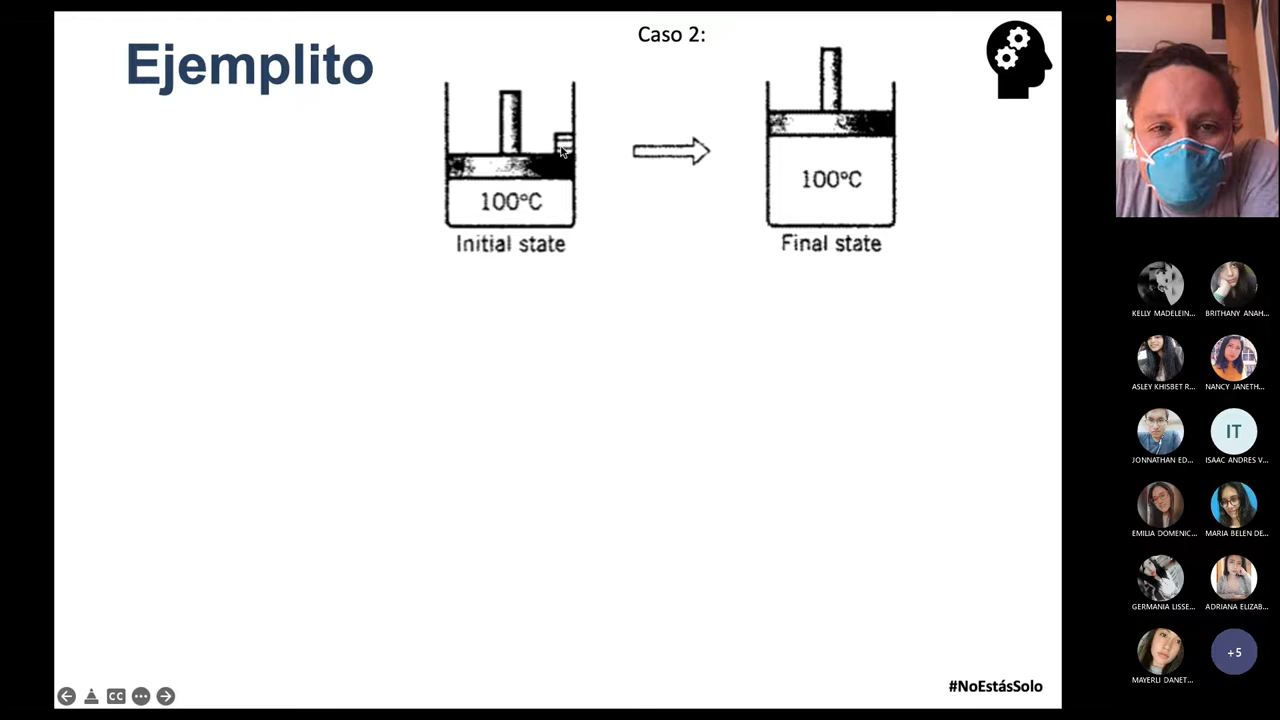 Caso 2:
Ejemplito
100°C
Initial state
100°C
Final state
KELLY MADELEIN...
BRITHANY ANAH...
ASLEY KHISBET R...
NANCY JANETH...
JONNATHAN ED...
IT
ISAAC ANDRES V...
EMILIA DOMENIC...
MARIA BELEN DE...
GERMANIA LISSE...
ADRIANA ELIZAB...
MAYERLI DANET...
+5
CC
#NoEstásSolo